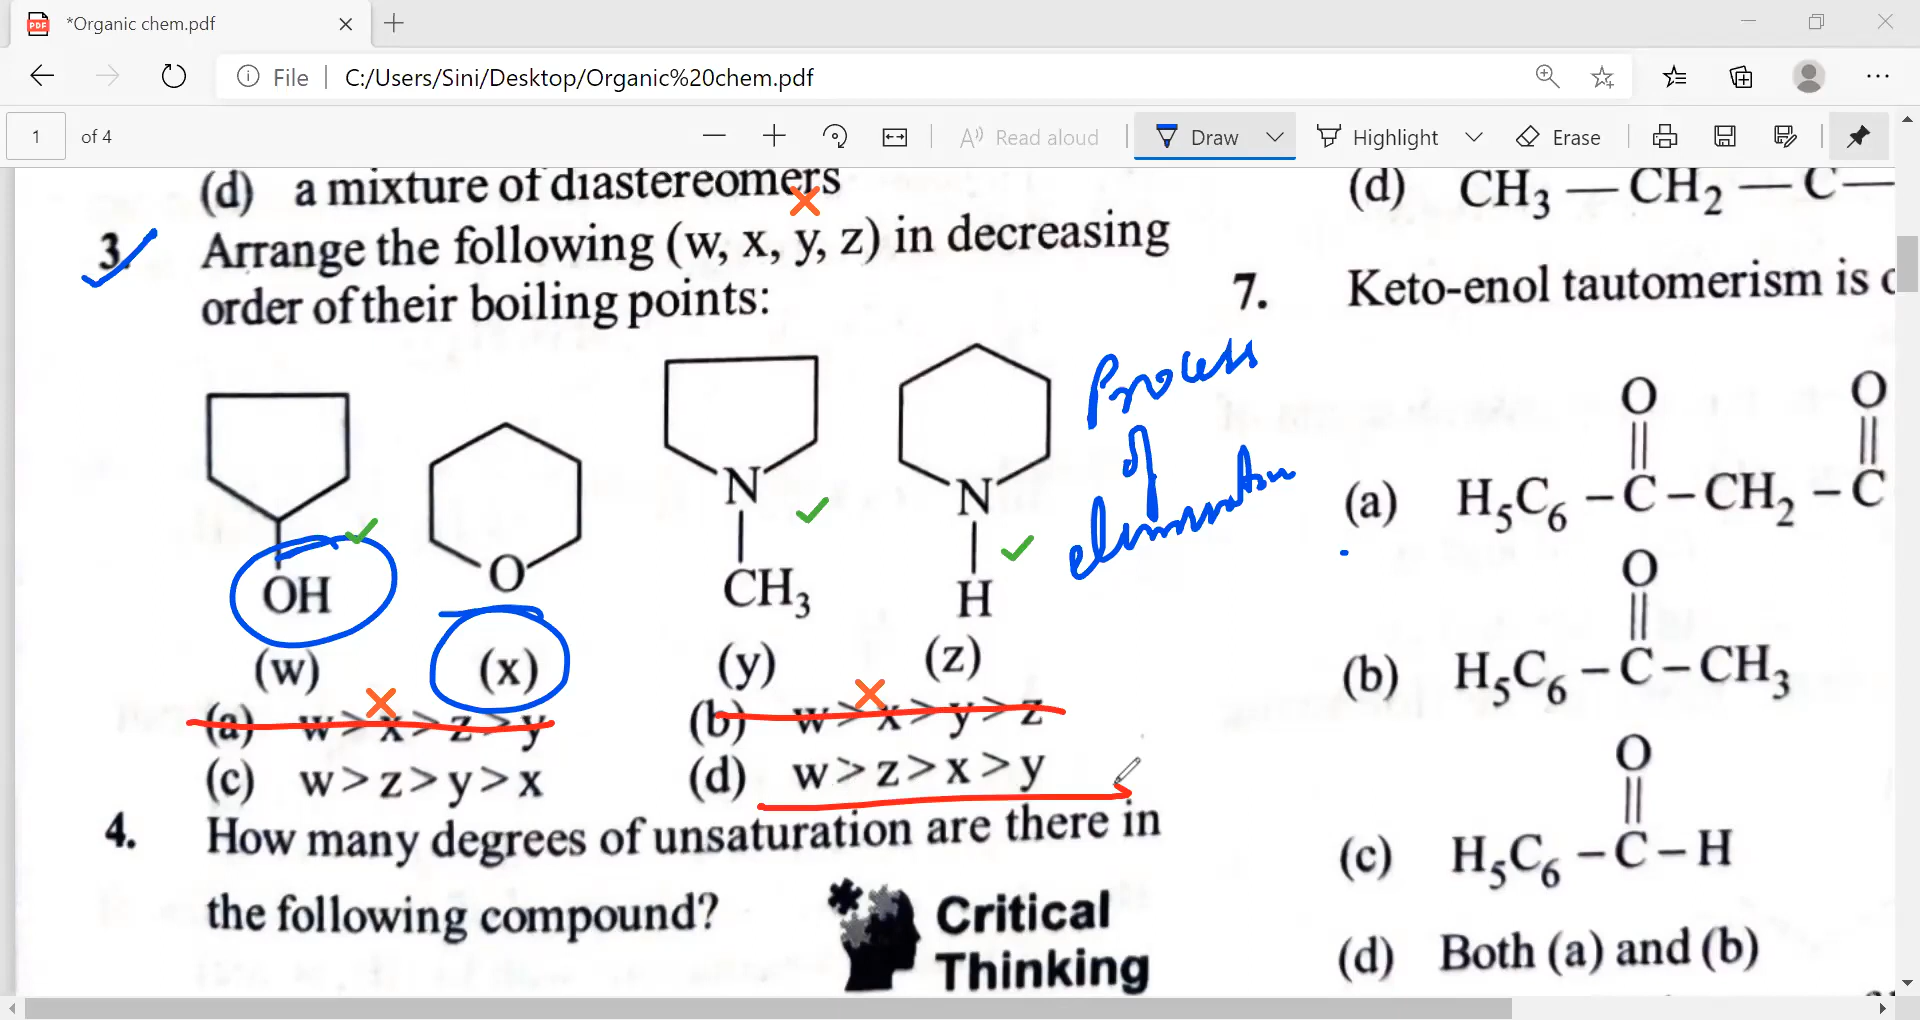 *Organic chem.pdf
File
C:/Users/Sini/Desktop/Organic%20chem.pdf
1
of 4
Read aloud
Draw
Highlight
Erase
(d) a mixture of diastereomers
3. Arrange the following (w, x, y, z) in decreasing
order of their boiling points:
OH
O
N
CH3
N
H
Process
of
elimination
(w) (x) (y) (z)
(a) w > x > z > y
(b) w > x > y > z
(c) w > z > y > x
(d) w > z > x > y
4. How many degrees of unsaturation are there in
the following compound?
Critical
Thinking
(d) CH3 — CH2 — C —
7. Keto-enol tautomerism is
O O
(a) H5C6 – C – CH2 – C
O
(b) H5C6 – C – CH3
O
(c) H5C6 – C – H
(d) Both (a) and (b)